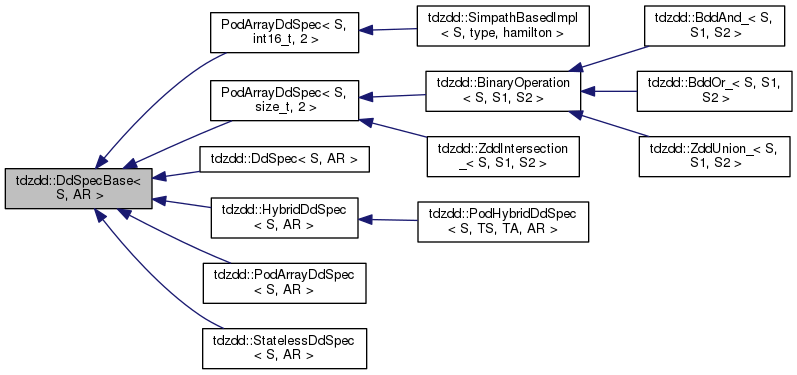 PodArrayDdSpec< S,
int16_t, 2 >
tdzdd::SimpathBasedImpl
< S, type, hamilton >
tdzdd::BddAnd_< S,
S1, S2 >
PodArrayDdSpec< S,
size_t, 2 >
tdzdd::BinaryOperation
< S, S1, S2 >
tdzdd::BddOr_< S, S1,
S2 >
tdzdd::ZddIntersection
_< S, S1, S2 >
tdzdd::ZddUnion_< S,
S1, S2 >
tdzdd::DdSpecBase<
S, AR >
tdzdd::DdSpec< S, AR >
tdzdd::HybridDdSpec
< S, AR >
tdzdd::PodHybridDdSpec
< S, TS, TA, AR >
tdzdd::PodArrayDdSpec
< S, AR >
tdzdd::StatelessDdSpec
< S, AR >